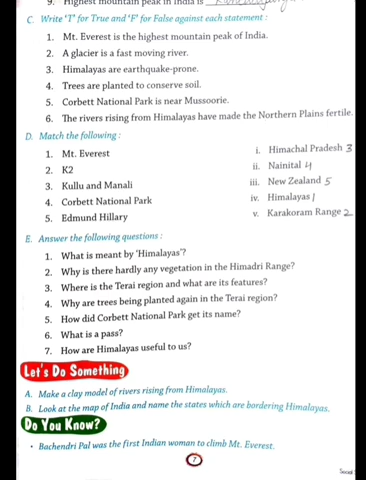 9. Highest mountain peak in India is
C. Write 'T' for True and 'F' for False against each statement :
1. Mt. Everest is the highest mountain peak of India.
2. A glacier is a fast moving river.
3. Himalayas are earthquake-prone.
4. Trees are planted to conserve soil.
5. Corbett National Park is near Mussoorie.
6. The rivers rising from Himalayas have made the Northern Plains fertile.
D. Match the following :
1. Mt. Everest i. Himachal Pradesh 3
2. K2 ii. Nainital 4
3. Kullu and Manali iii. New Zealand 5
4. Corbett National Park iv. Himalayas 1
5. Edmund Hillary v. Karakoram Range 2
E. Answer the following questions :
1. What is meant by 'Himalayas'?
2. Why is there hardly any vegetation in the Himadri Range?
3. Where is the Terai region and what are its features?
4. Why are trees being planted again in the Terai region?
5. How did Corbett National Park get its name?
6. What is a pass?
7. How are Himalayas useful to us?
Let's Do Something
A. Make a clay model of rivers rising from Himalayas.
B. Look at the map of India and name the states which are bordering Himalayas.
Do You Know?
• Bachendri Pal was the first Indian woman to climb Mt. Everest.
7
Social